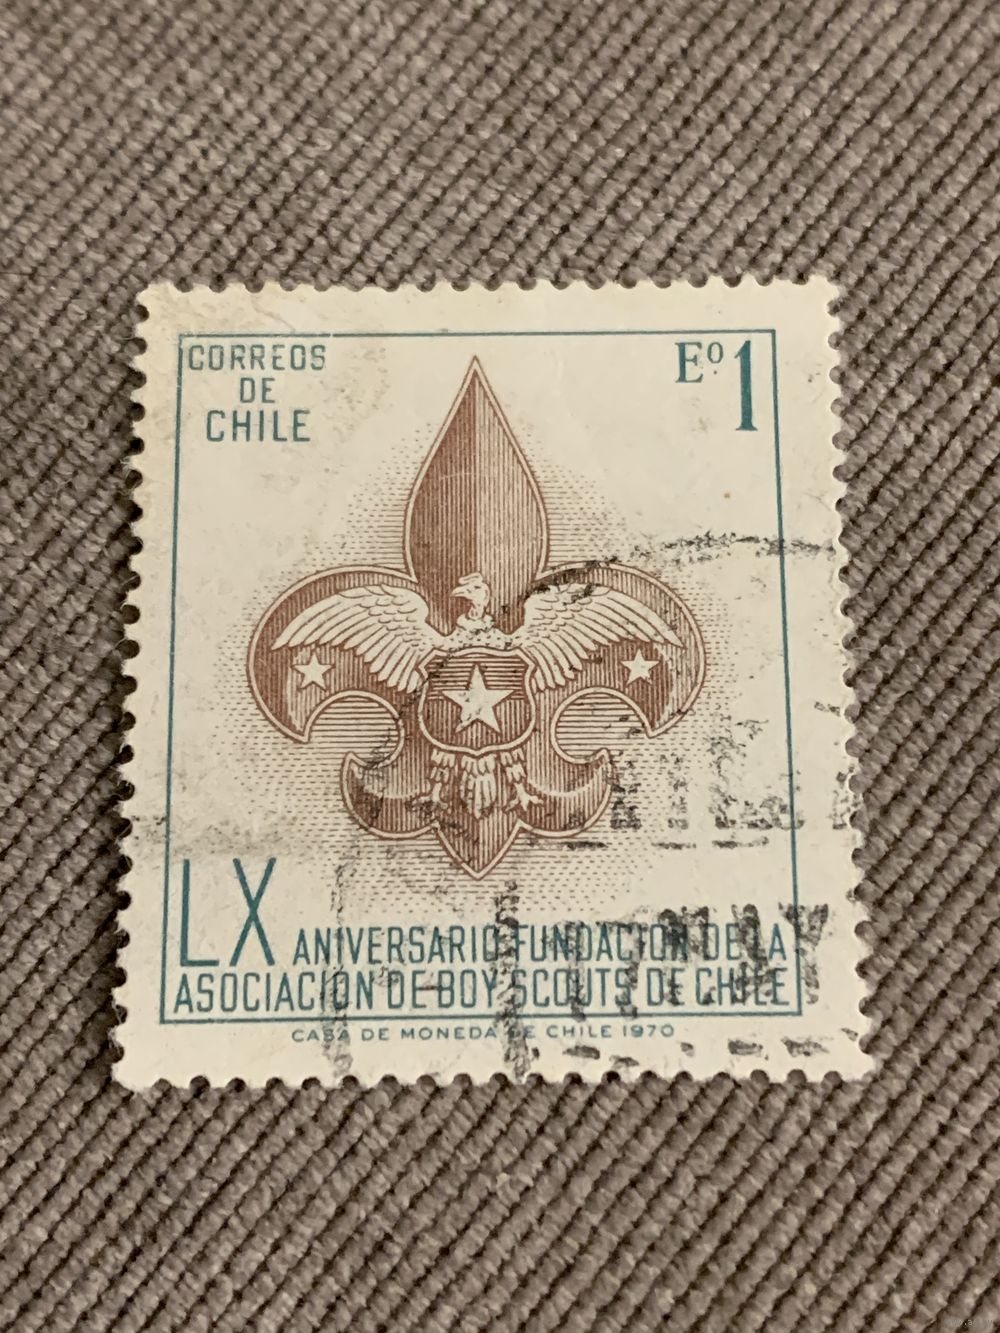 CORREOS
DE
CHILE
Eº1
LX ANIVERSARIO FUNDACION DE LA
ASOCIACION DE BOY SCOUTS DE CHILE
CASA DE MONEDA DE CHILE 1970